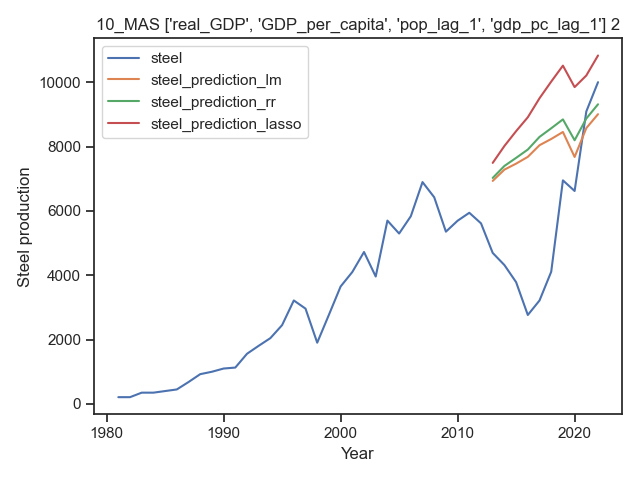 10_MAS ['real_GDP', 'GDP_per_capita', 'pop_lag_1', 'gdp_pc_lag_1'] 2
steel
steel_prediction_lm
steel_prediction_rr
steel_prediction_lasso
10000
8000
6000
4000
2000
0
Steel production
1980
1990
2000
2010
2020
Year